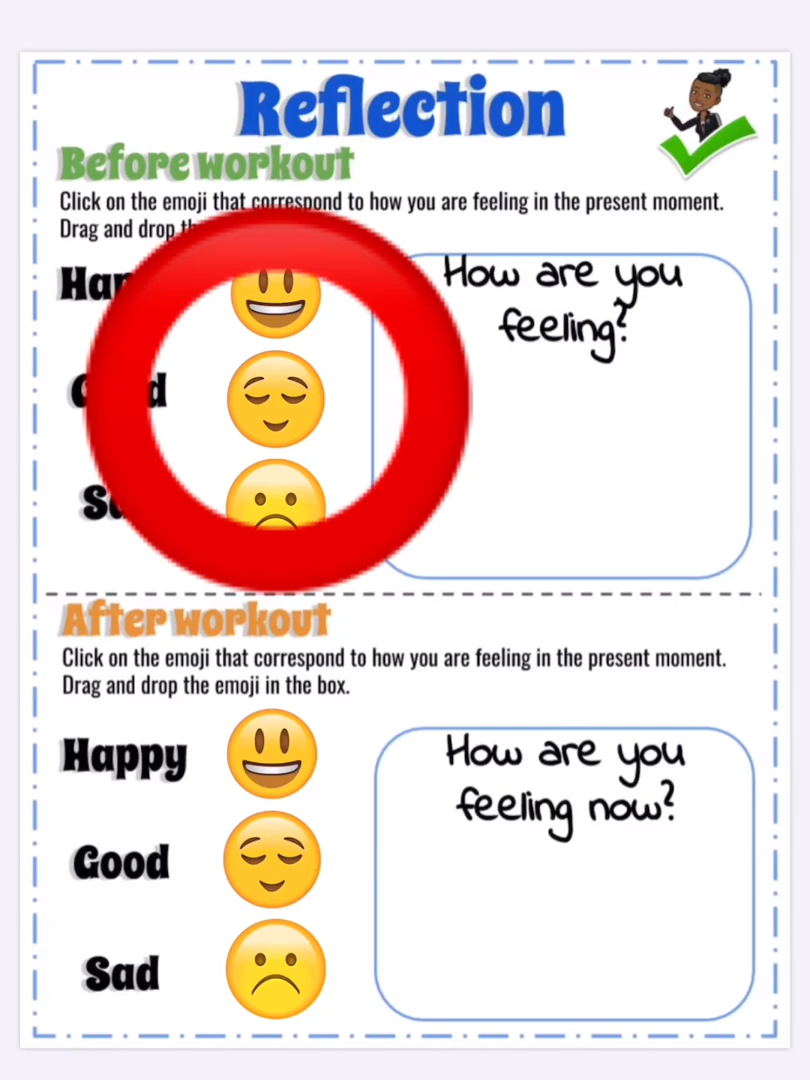 Reflection
Before workout
Click on the emoji that correspond to how you are feeling in the present moment.
Drag and drop
How are you
feeling?
After workout
Click on the emoji that correspond to how you are feeling in the present moment.
Drag and drop the emoji in the box.
Happy
How are you
feeling now?
Good
Sad